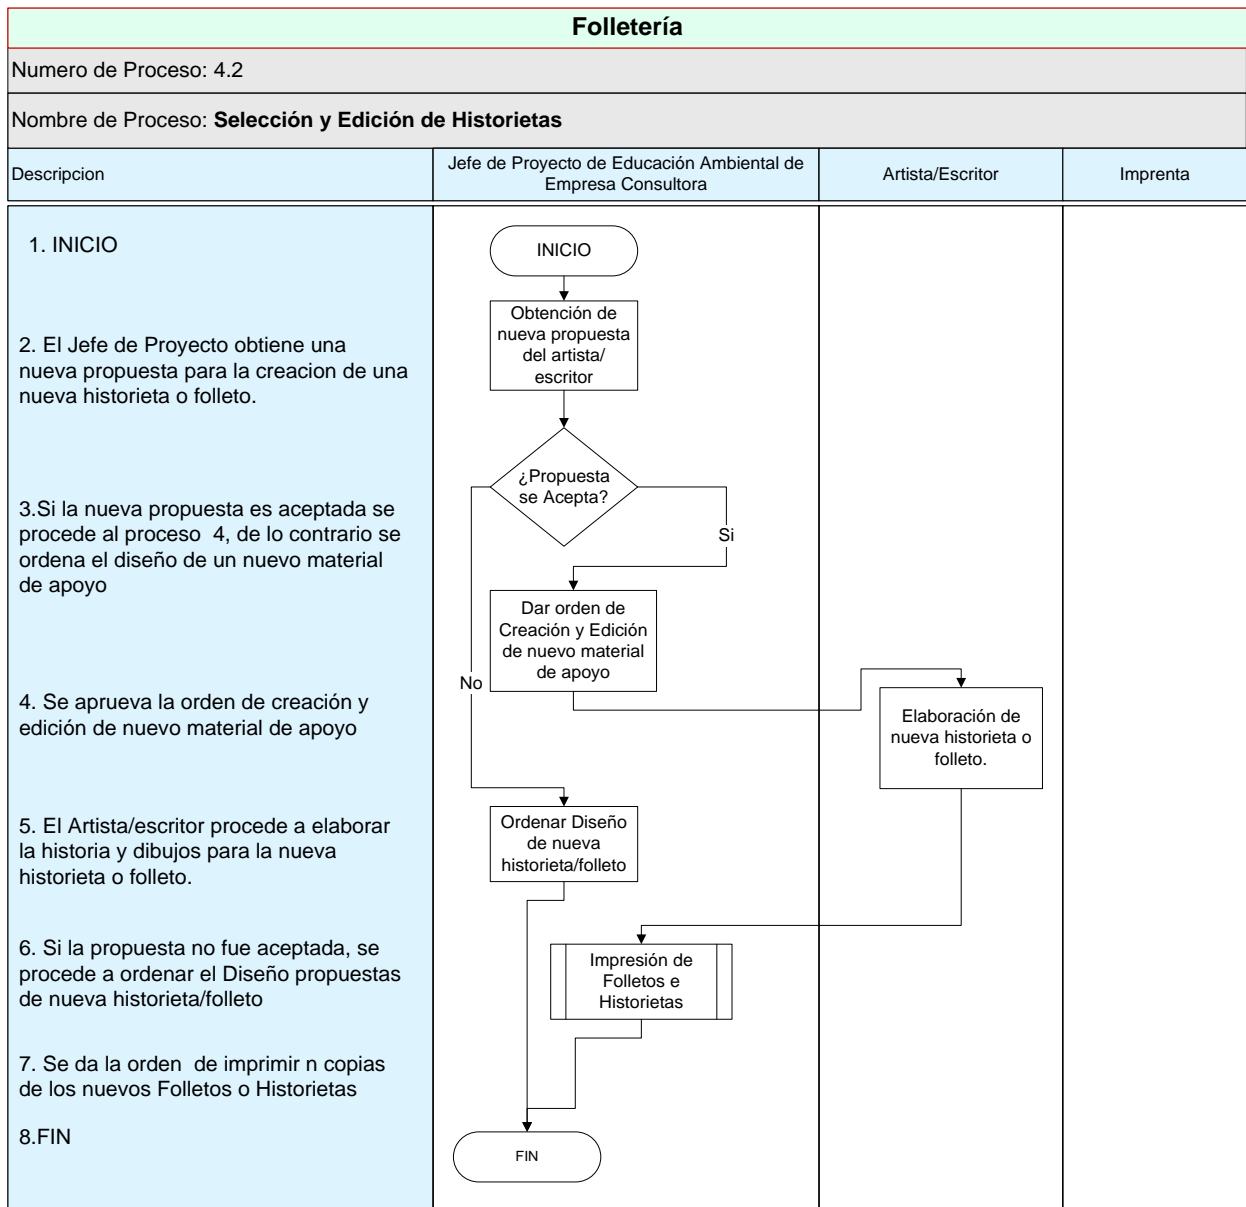 Folletería
Numero de Proceso: 4.2
Nombre de Proceso: Selección y Edición de Historietas
Descripcion
Jefe de Proyecto de Educación Ambiental de
Empresa Consultora
Artista/Escritor
Imprenta
1. INICIO
2. El Jefe de Proyecto obtiene una
nueva propuesta para la creacion de una
nueva historieta o folleto.
3.Si la nueva propuesta es aceptada se
procede al proceso  4, de lo contrario se
ordena el diseño de un nuevo material
de apoyo
4. Se aprueva la orden de creación y
edición de nuevo material de apoyo
5. El Artista/escritor procede a elaborar
la historia y dibujos para la nueva
historieta o folleto.
6. Si la propuesta no fue aceptada, se
procede a ordenar el Diseño propuestas
de nueva historieta/folleto
7. Se da la orden  de imprimir n copias
de los nuevos Folletos o Historietas
8.FIN
INICIO
Obtención de
nueva propuesta
del artista/
escritor
¿Propuesta
se Acepta?
Si
Dar orden de
Creación y Edición
de nuevo material
de apoyo
No
Elaboración de
nueva historieta o
folleto.
Ordenar Diseño
de nueva
historieta/folleto
Impresión de
Folletos e
Historietas
FIN